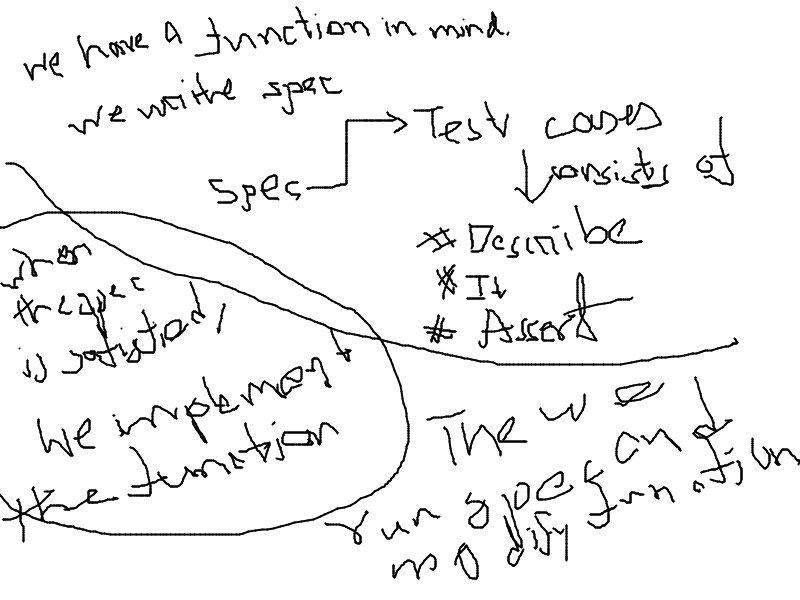 we have a function in mind.
we writhe spec
Spec → Test cases
consists of
* Describe
* It
* Assert
when
the spec
is satisfied,
we implement
the function
The we
run spec and
modify function